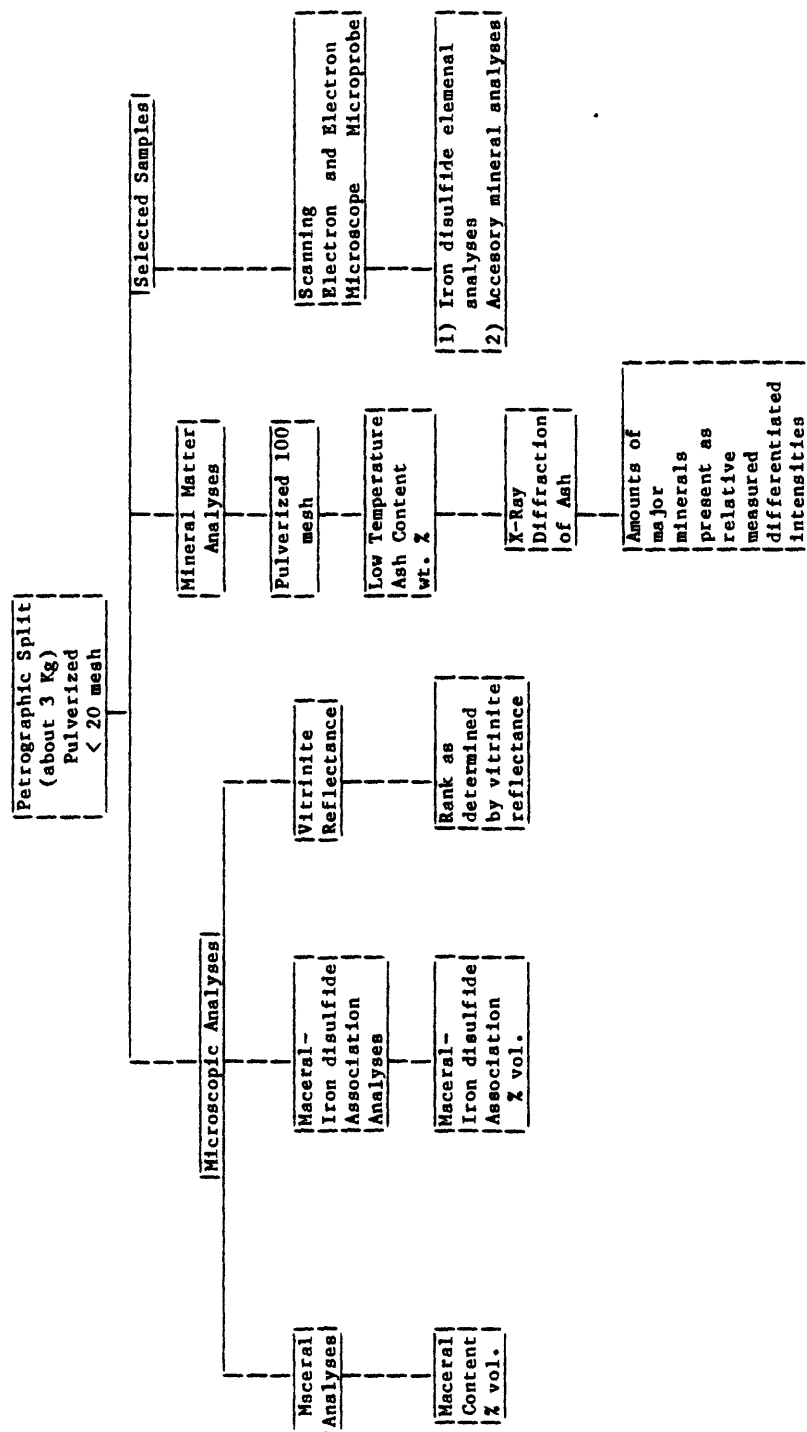 Petrographic Split
(about 3 Kg)
Pulverized
< 20 mesh
Microscopic Analyses
Mineral Matter
Analyses
Selected Samples
Maceral
Analyses
Maceral-
Iron disulfide
Association
Analyses
Vitrinite
Reflectance
Pulverized 100
mesh
Scanning
Electron and Electron
Microscope Microprobe
Maceral
Content
% vol.
Maceral-
Iron disulfide
Association
% vol.
Rank as
determined
by vitrinite
reflectance
Low Temperature
Ash Content
wt. %
1) Iron disulfide elemenal
analyses
2) Accesory mineral analyses
X-Ray
Diffraction
of Ash
Amounts of
major
minerals
present as
relative
measured
differentiated
intensities